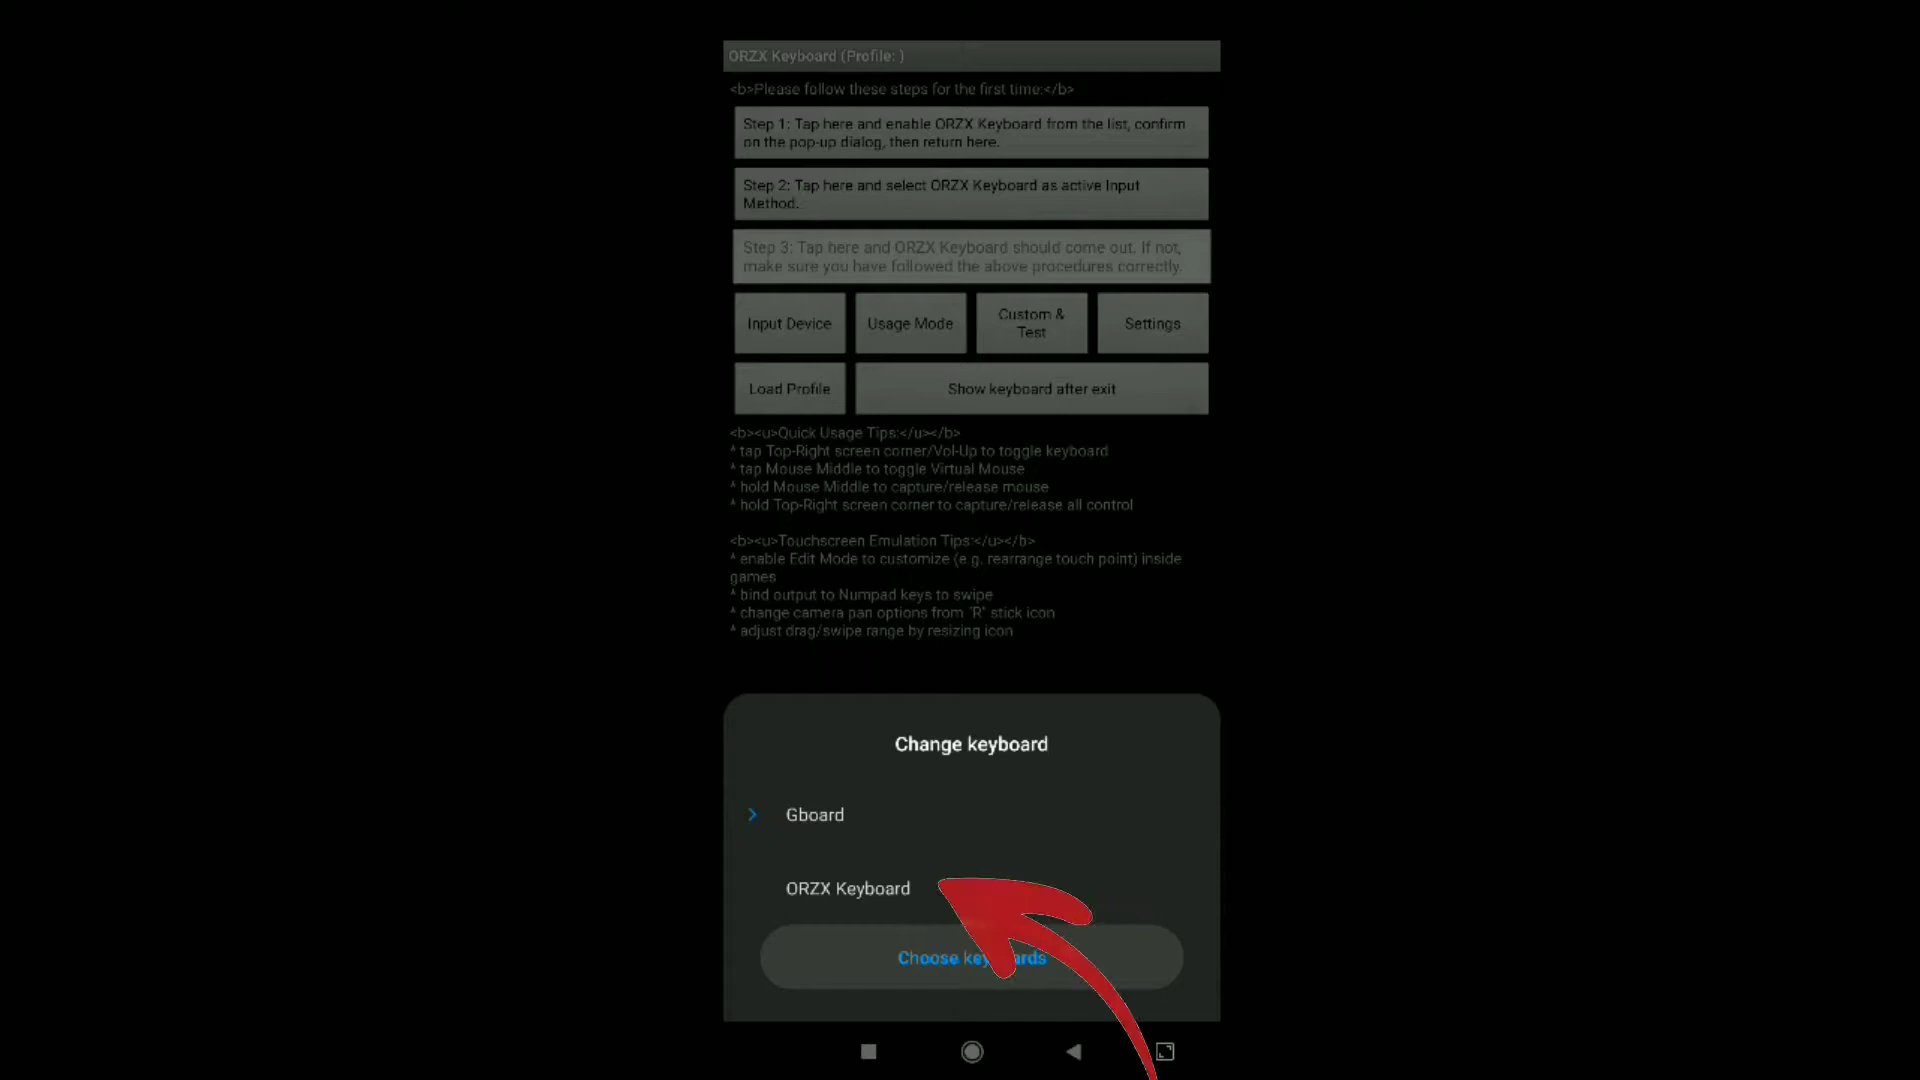 ORZX Keyboard (Profile: )
<b>Please follow these steps for the first time:</b>
Step 1: Tap here and enable ORZX Keyboard from the list, confirm
on the pop-up dialog, then return here.
Step 2: Tap here and select ORZX Keyboard as active Input
Method.
Step 3: Tap here and ORZX Keyboard should come out. If not,
make sure you have followed the above procedures correctly.
Input Device
Usage Mode
Custom &
Test
Settings
Load Profile
Show keyboard after exit
<b><u>Quick Usage Tips:</u></b>
* tap Top-Right screen corner/Vol-Up to toggle keyboard
* tap Mouse Middle to toggle Virtual Mouse
* hold Mouse Middle to capture/release mouse
* hold Top-Right screen corner to capture/release all control
<b><u>Touchscreen Emulation Tips:</u></b>
* enable Edit Mode to customize (e.g. rearrange touch point) inside
games
* bind output to Numpad keys to swipe
* change camera pan options from "R" stick icon
* adjust drag/swipe range by resizing icon
Change keyboard
Gboard
ORZX Keyboard
Choose keyboards